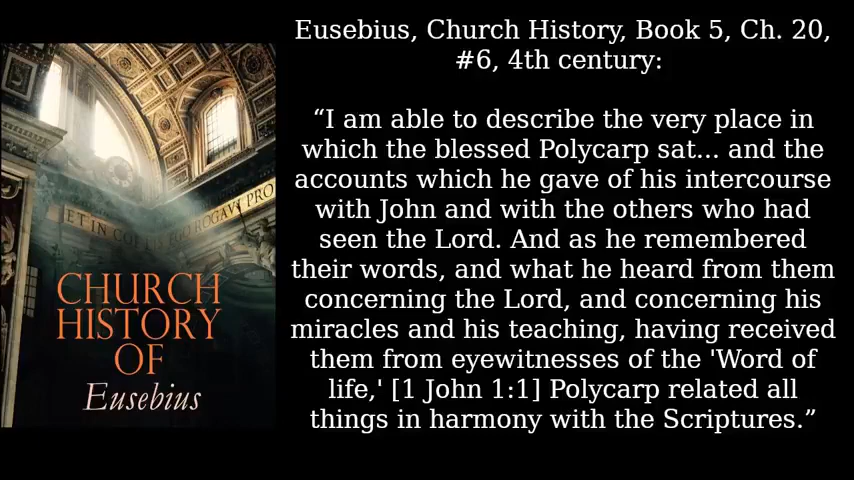 Eusebius, Church History, Book 5, Ch. 20,
#6, 4th century:
“I am able to describe the very place in
which the blessed Polycarp sat... and the
accounts which he gave of his intercourse
with John and with the others who had
seen the Lord. And as he remembered
their words, and what he heard from them
concerning the Lord, and concerning his
miracles and his teaching, having received
them from eyewitnesses of the 'Word of
life,' [1 John 1:1] Polycarp related all
things in harmony with the Scriptures.”
ET IN ROGAVI PRO
CHURCH
HISTORY
OF
Eusebius